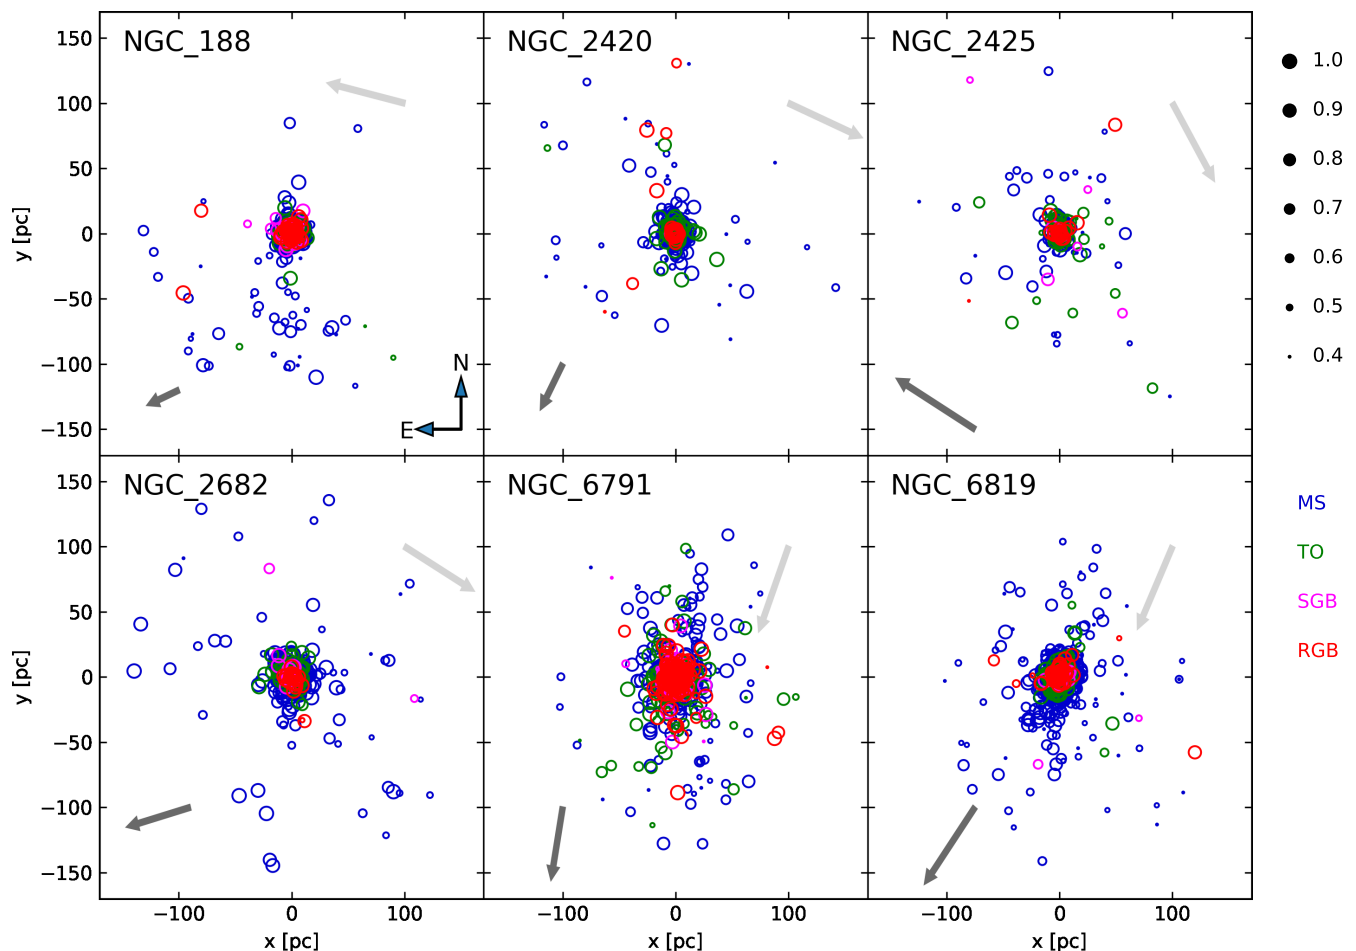 NGC_188
NGC_2420
NGC_2425
150
100
50
0
−50
−100
−150
y [pc]
N
E
1.0
0.9
0.8
0.7
0.6
0.5
0.4
NGC_2682
NGC_6791
NGC_6819
150
100
50
0
−50
−100
−150
y [pc]
MS
TO
SGB
RGB
−100 0 100
−100 0 100
−100 0 100
x [pc]
x [pc]
x [pc]